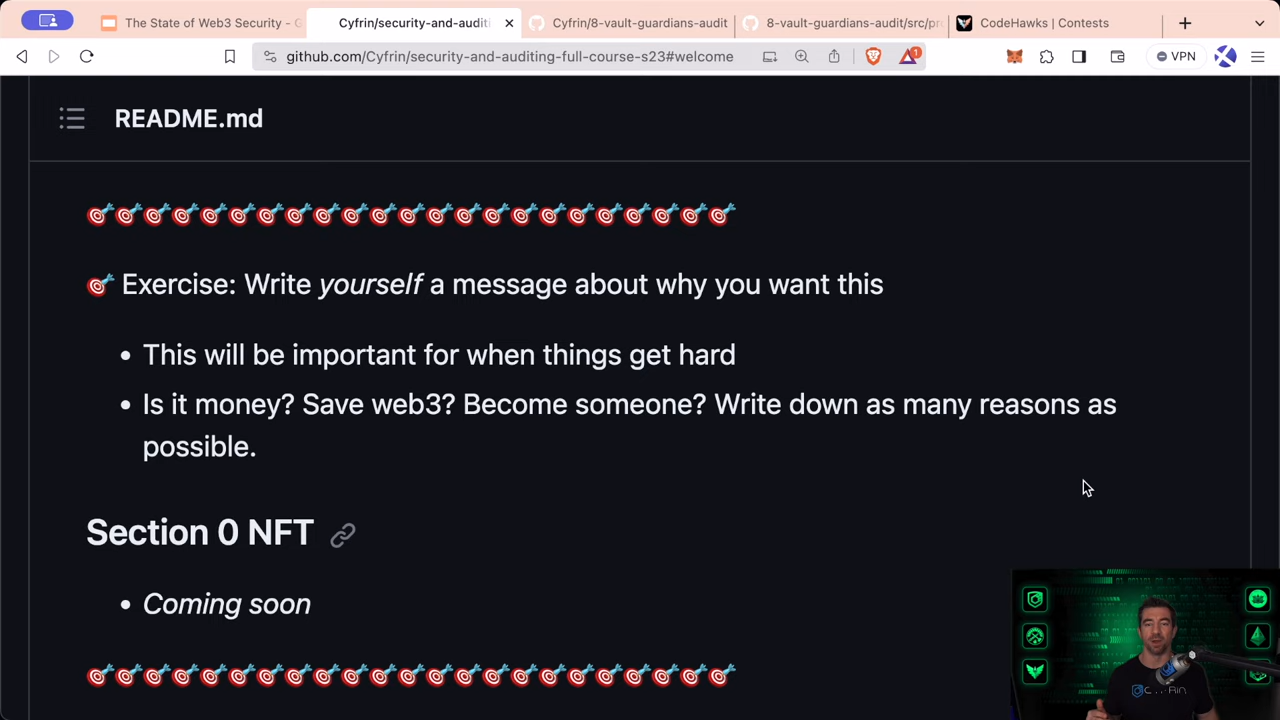 The State of Web3 Security - G
Cyfrin/security-and-auditi
Cyfrin/8-vault-guardians-audit
8-vault-guardians-audit/src/pro
CodeHawks | Contests
github.com/Cyfrin/security-and-auditing-full-course-s23#welcome
1
VPN
README.md
Exercise: Write yourself a message about why you want this
• This will be important for when things get hard
• Is it money? Save web3? Become someone? Write down as many reasons as
possible.
Section 0 NFT
• Coming soon
CYFRIN